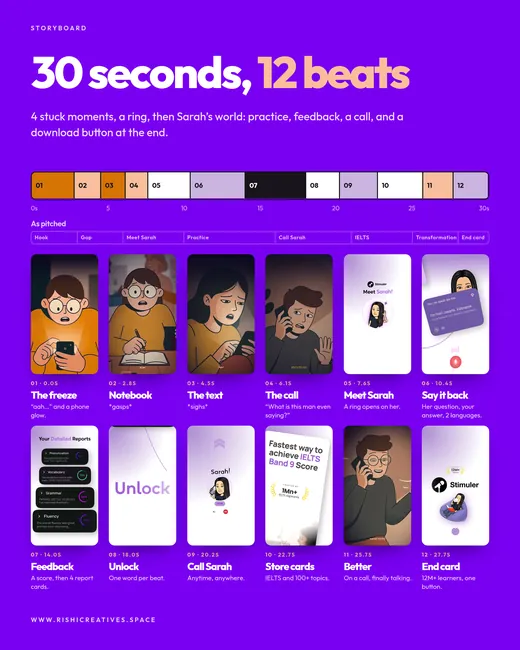 STORYBOARD
30 seconds, 12 beats
4 stuck moments, a ring, then Sarah's world: practice, feedback, a call, and a
download button at the end.
01 02 03 04 05 06 07 08 09 10 11 12
0s 5 10 15 20 25 30s
As pitched
Hook Gap Meet Sarah Practice Call Sarah IELTS Transformation End card
Stimuler
Meet Sarah!
01 · 0.0S
The freeze
"aah..." and a phone
glow.
02 · 2.8S
Notebook
*gasps*
03 · 4.5S
The text
*sighs*
04 · 6.1S
The call
"What is this man even
saying?"
05 · 7.6S
Meet Sarah
A ring opens on her.
06 · 10.4S
Say it back
Her question, your
answer, 2 languages.
Your Detailed Reports
Pronunciation
Vocabulary
Grammar
Fluency
Unlock
Sarah!
Fastest way to
achieve IELTS
Band 9 Score
1Mn+
Stimuler
07 · 14.0S
Feedback
A score, then 4 report
cards.
08 · 18.0S
Unlock
One word per beat.
09 · 20.2S
Call Sarah
Anytime, anywhere.
10 · 22.7S
Store cards
IELTS and 100+ topics.
11 · 25.7S
Better
On a call, finally talking.
12 · 27.7S
End card
12M+ learners, one
button.
WWW.RISHICREATIVES.SPACE